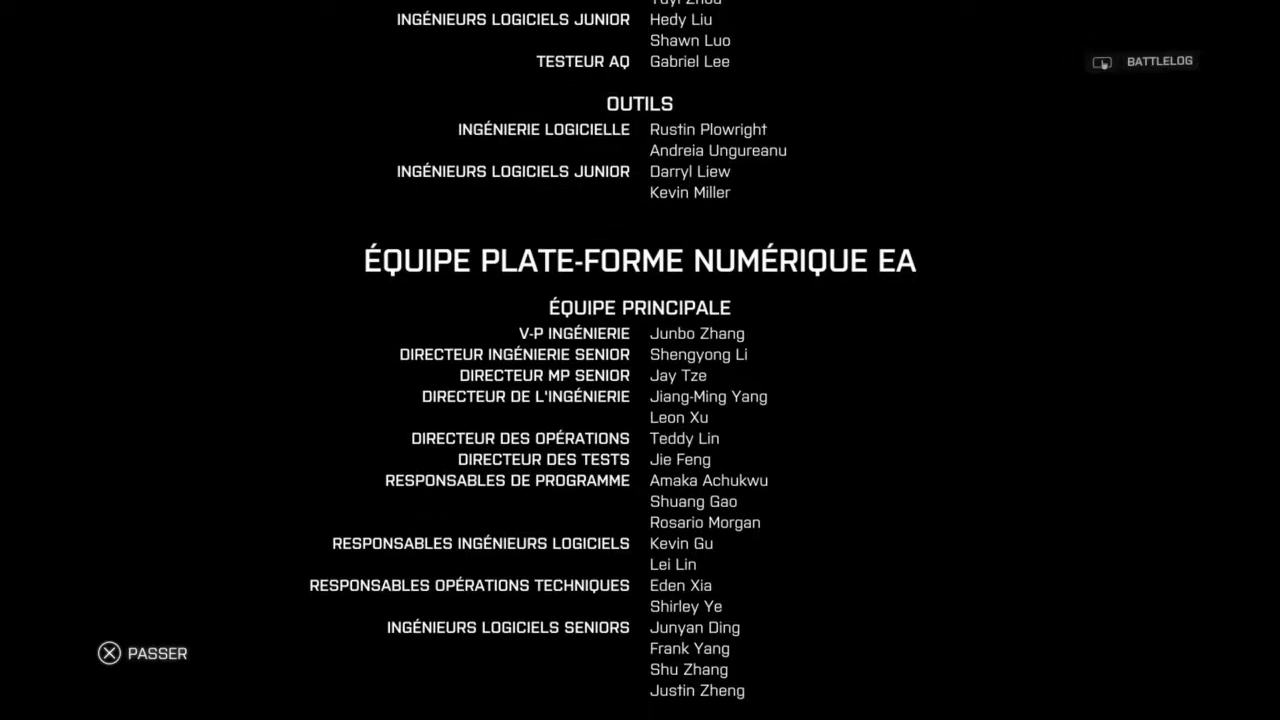 INGÉNIEURS LOGICIELS JUNIOR Hedy Liu
Shawn Luo
TESTEUR AQ Gabriel Lee
BATTLELOG
OUTILS
INGÉNIERIE LOGICIELLE Rustin Plowright
Andreia Ungureanu
INGÉNIEURS LOGICIELS JUNIOR Darryl Liew
Kevin Miller
ÉQUIPE PLATE-FORME NUMÉRIQUE EA
ÉQUIPE PRINCIPALE
V-P INGÉNIERIE Junbo Zhang
DIRECTEUR INGÉNIERIE SENIOR Shengyong Li
DIRECTEUR MP SENIOR Jay Tze
DIRECTEUR DE L'INGÉNIERIE Jiang-Ming Yang
Leon Xu
DIRECTEUR DES OPÉRATIONS Teddy Lin
DIRECTEUR DES TESTS Jie Feng
RESPONSABLES DE PROGRAMME Amaka Achukwu
Shuang Gao
Rosario Morgan
RESPONSABLES INGÉNIEURS LOGICIELS Kevin Gu
Lei Lin
RESPONSABLES OPÉRATIONS TECHNIQUES Eden Xia
Shirley Ye
INGÉNIEURS LOGICIELS SENIORS Junyan Ding
Frank Yang
PASSER
Shu Zhang
Justin Zheng